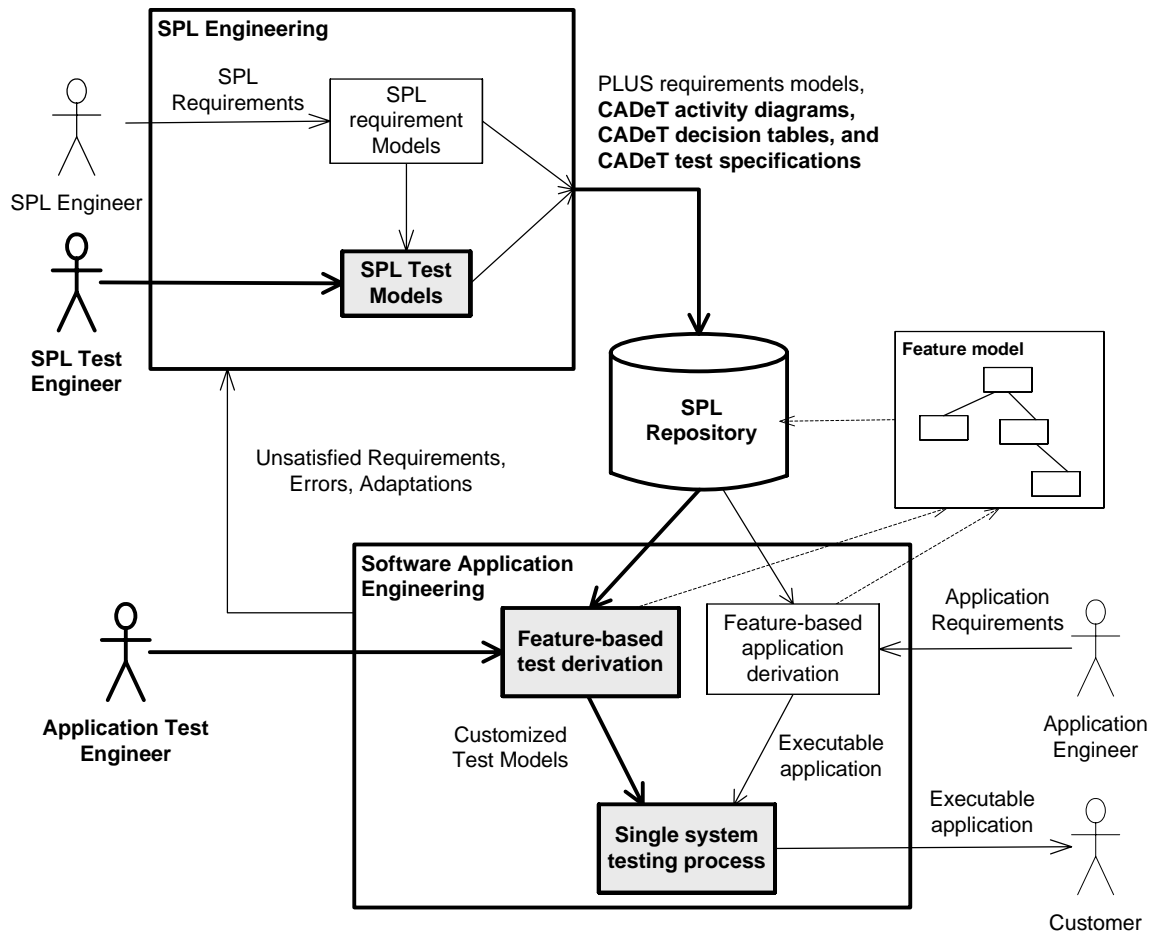 SPL Engineering
SPL
Requirements
SPL
requirement
Models
PLUS requirements models,
CADeT activity diagrams,
CADeT decision tables, and
CADeT test specifications
SPL Engineer
SPL Test
Models
SPL Test
Engineer
Feature model
SPL
Repository
Unsatisfied Requirements,
Errors, Adaptations
Software Application
Engineering
Application
Requirements
Feature-based
test derivation
Feature-based
application
derivation
Application Test
Engineer
Customized
Test Models
Executable
application
Application
Engineer
Executable
application
Single system
testing process
Customer